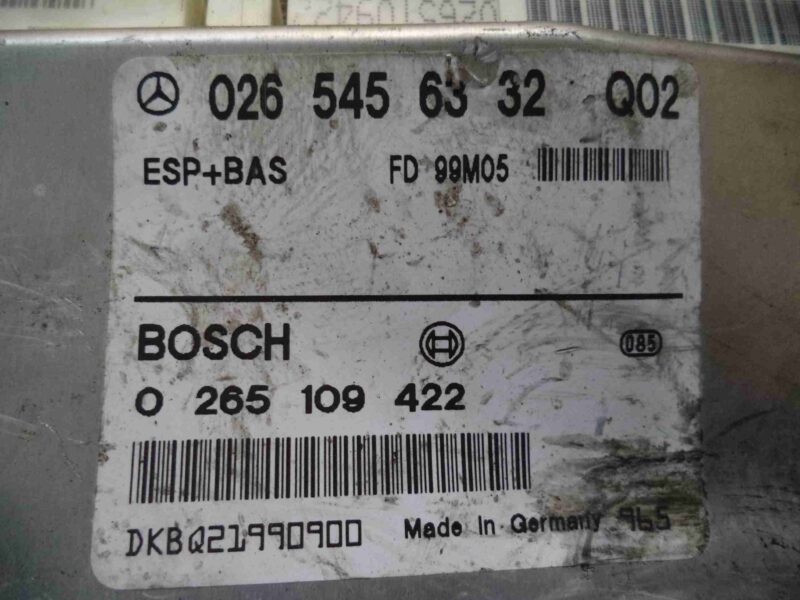 0265109422
026 545 63 32 Q02
ESP+BAS FD 99M05
BOSCH 085
0 265 109 422
DKBQ21990900 Made In Germany 965